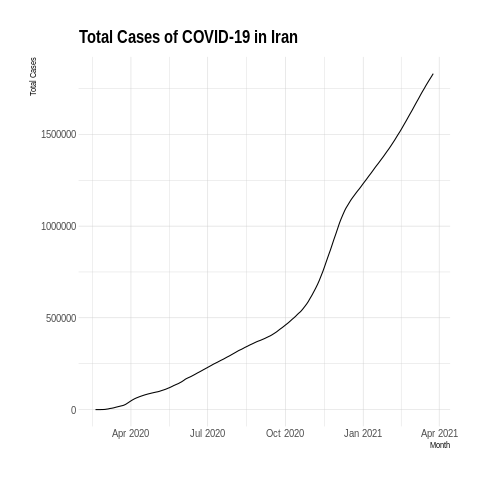 Total Cases of COVID-19 in Iran
Total Cases
1500000
1000000
500000
0
Apr 2020 Jul 2020 Oct 2020 Jan 2021 Apr 2021
Month